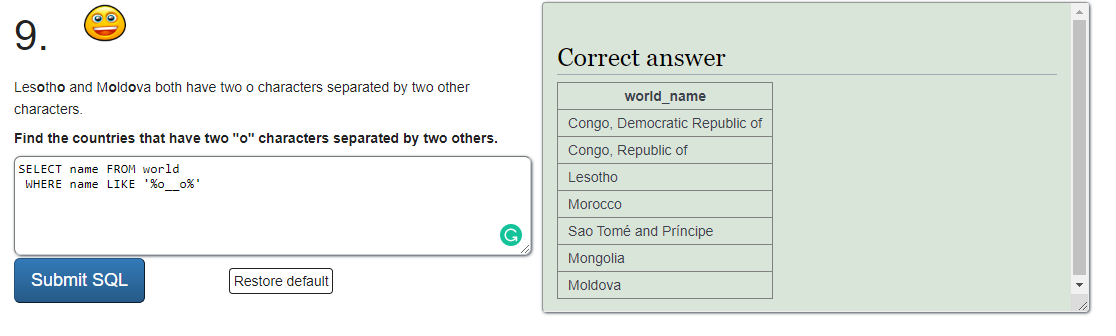 9.
Lesotho and Moldova both have two o characters separated by two other
characters.
Find the countries that have two "o" characters separated by two others.
SELECT name FROM world
WHERE name LIKE '%o__o%'
Submit SQL
Restore default
Correct answer
world_name
Congo, Democratic Republic of
Congo, Republic of
Lesotho
Morocco
Sao Tomé and Príncipe
Mongolia
Moldova